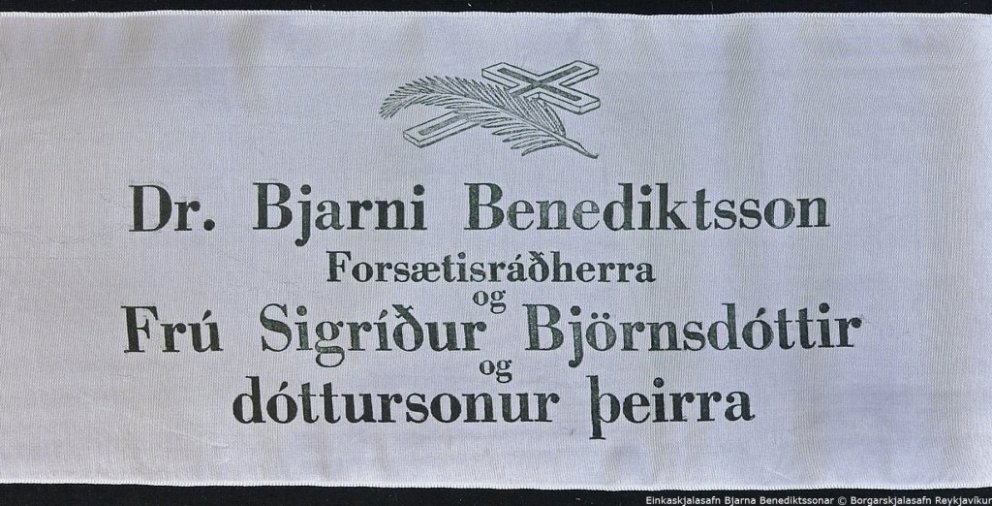 Dr. Bjarni Benediktsson
Forsætisráðherra
og
Frú Sigríður Björnsdóttir
og
dóttursonur þeirra
Einkaskjalasafn Bjarna Benediktssonar © Borgarskjalasafn Reykjavíkur